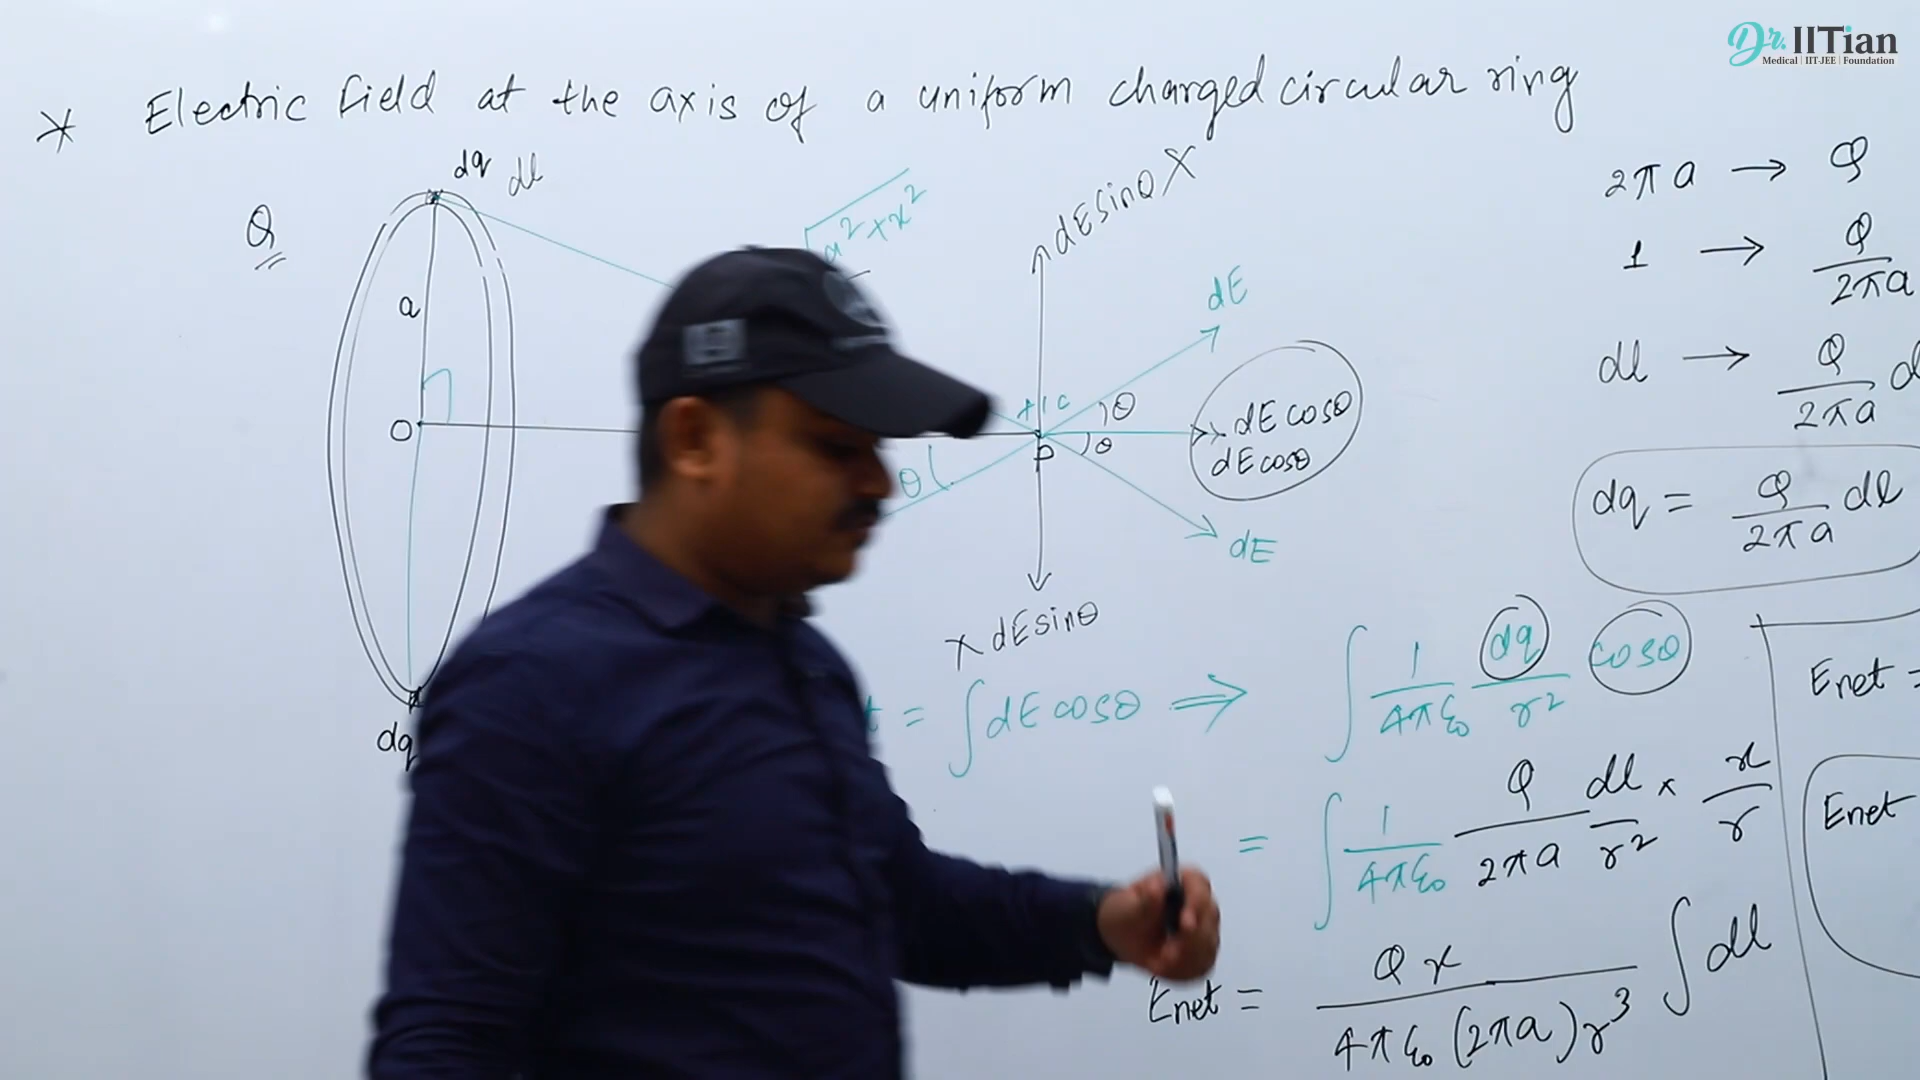 Dr. IITian
Medical | IIT-JEE | Foundation
* Electric field at the axis of a uniform charged circular ring
dq dl
Q
a
O
√a² + x²
dE sinθ X
dE
+1C
θ
θ
dE cosθ
dE cosθ
P
θ
dE
X dE sinθ
dq
2πa → Q
1 → Q/2πa
dl → Q/2πa d
dq = Q/2πa dl
= ∫ dE cosθ ⇒ ∫ 1/4πε₀ dq/r² cosθ
= ∫ 1/4πε₀ Q/2πa dl/r² × x/r
Enet = Qx/4πε₀(2πa)r³ ∫ dl
Enet =
Enet